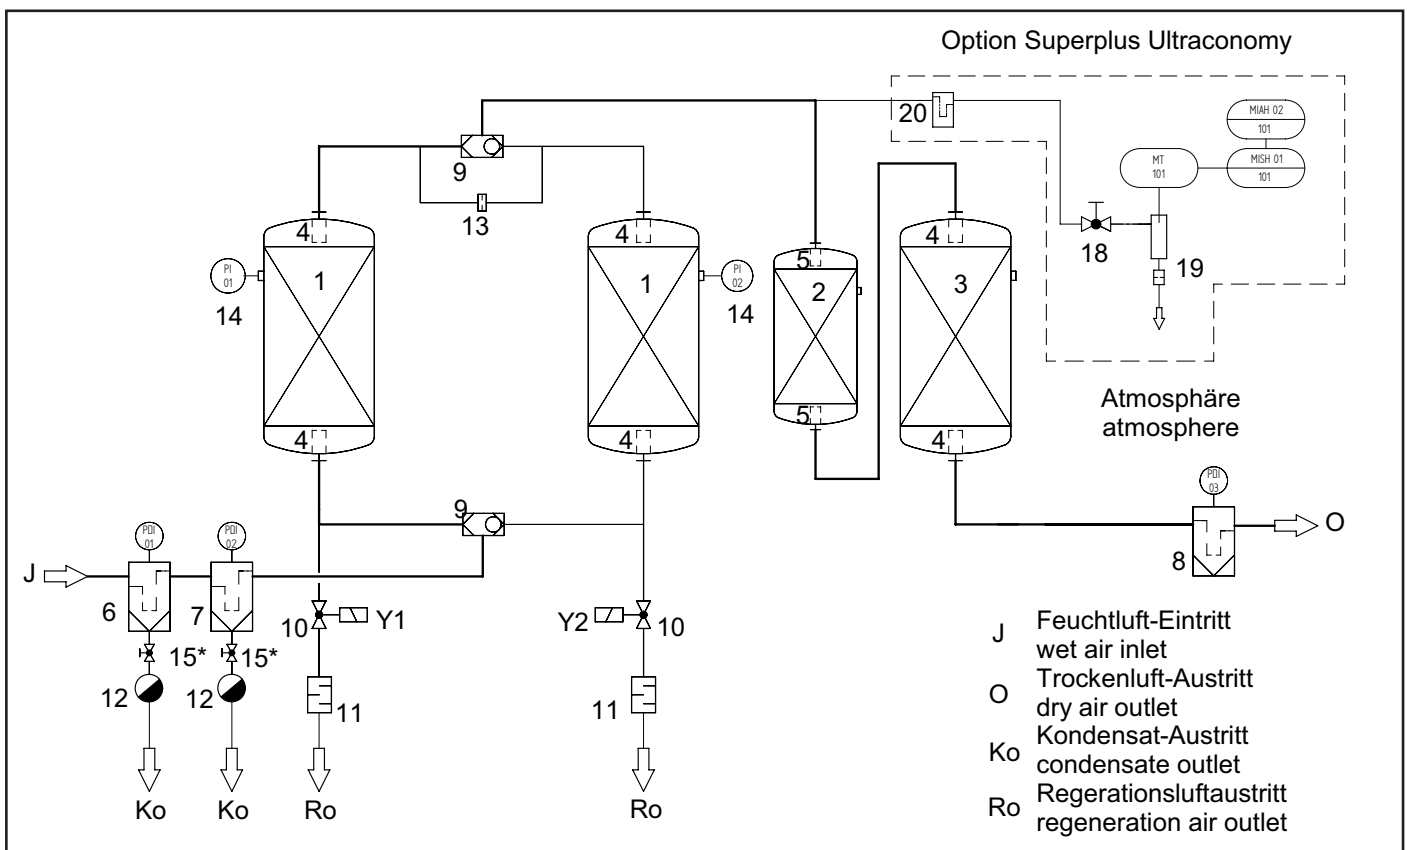 Option Superplus Ultraconomy
20
MIAH 02
101
MT
101
MISH 01
101
9
13
18
19
4
4
5
4
1
1
2
3
PI
01
PI
02
14
14
4
4
5
4
Atmosphäre
atmosphere
9
PDI
01
PDI
02
PDI
03
J
O
6
7
8
10
Y1
Y2
10
15*
15*
12
12
11
11
Ko
Ko
Ro
Ro
J
Feuchtluft-Eintritt
wet air inlet
O
Trockenluft-Austritt
dry air outlet
Ko
Kondensat-Austritt
condensate outlet
Ro
Regerationsluftaustritt
regeneration air outlet